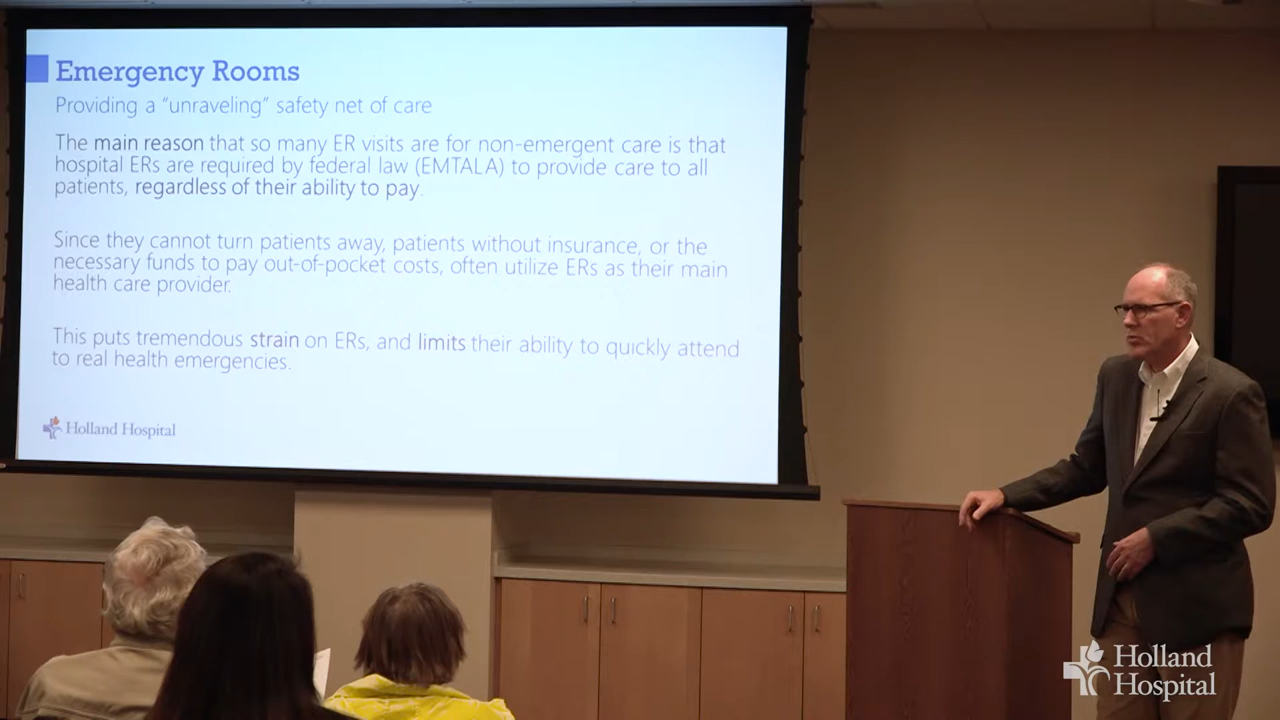 Emergency Rooms
Providing a “unraveling” safety net of care
The main reason that so many ER visits are for non-emergent care is that
hospital ERs are required by federal law (EMTALA) to provide care to all
patients, regardless of their ability to pay.
Since they cannot turn patients away, patients without insurance, or the
necessary funds to pay out-of-pocket costs, often utilize ERs as their main
health care provider.
This puts tremendous strain on ERs, and limits their ability to quickly attend
to real health emergencies.
Holland Hospital
Holland
Hospital